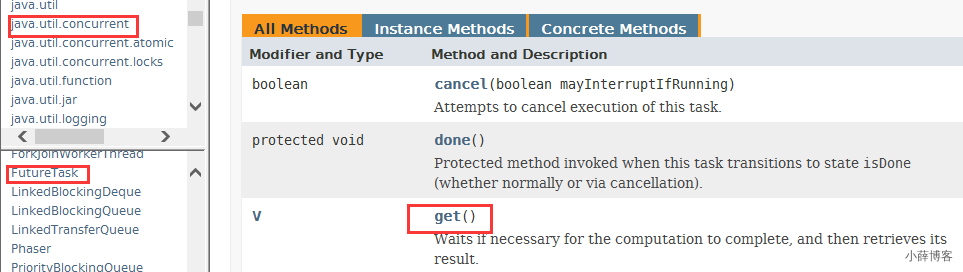 java.util
java.util.concurrent
java.util.concurrent.atomic
java.util.concurrent.locks
java.util.function
java.util.jar
java.util.logging
ForkJoinWorkerThread
FutureTask
LinkedBlockingDeque
LinkedBlockingQueue
LinkedTransferQueue
Phaser
PriorityBlockingQueue
All Methods Instance Methods Concrete Methods
Modifier and Type Method and Description
boolean cancel(boolean mayInterruptIfRunning)
Attempts to cancel execution of this task.
protected void done()
Protected method invoked when this task transitions to state isDone
(whether normally or via cancellation).
V get()
Waits if necessary for the computation to complete, and then retrieves its
result.
小薛博客